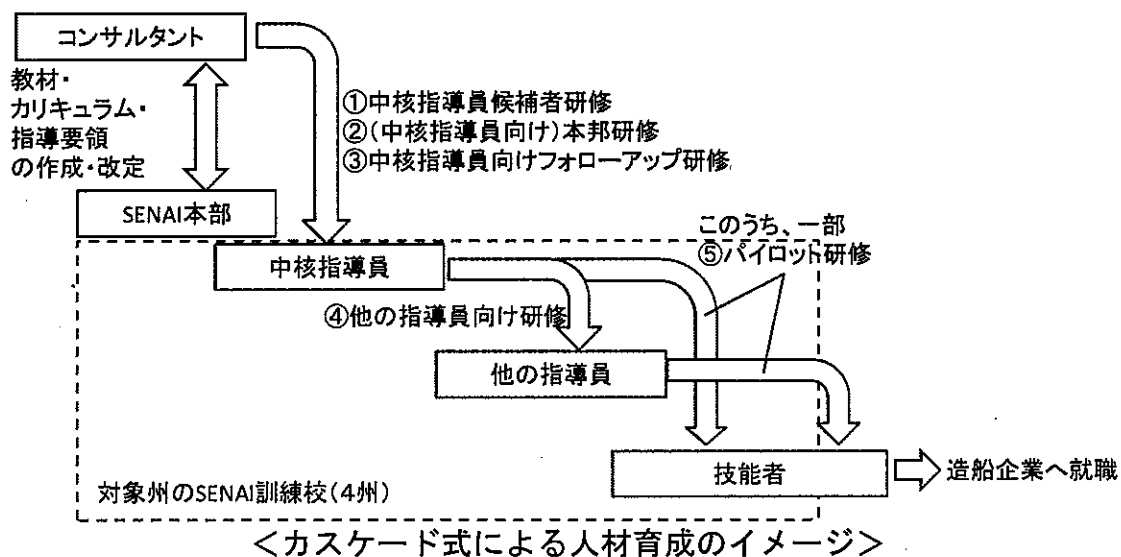 コンサルタント
教材・
カリキュラム・
指導要領
の作成・改定
①中核指導員候補者研修
②(中核指導員向け)本邦研修
③中核指導員向けフォローアップ研修
SENAI本部
このうち、一部
⑤パイロット研修
中核指導員
④他の指導員向け研修
他の指導員
技能者
造船企業へ就職
対象州のSENAI訓練校(4州)
<カスケード式による人材育成のイメージ>